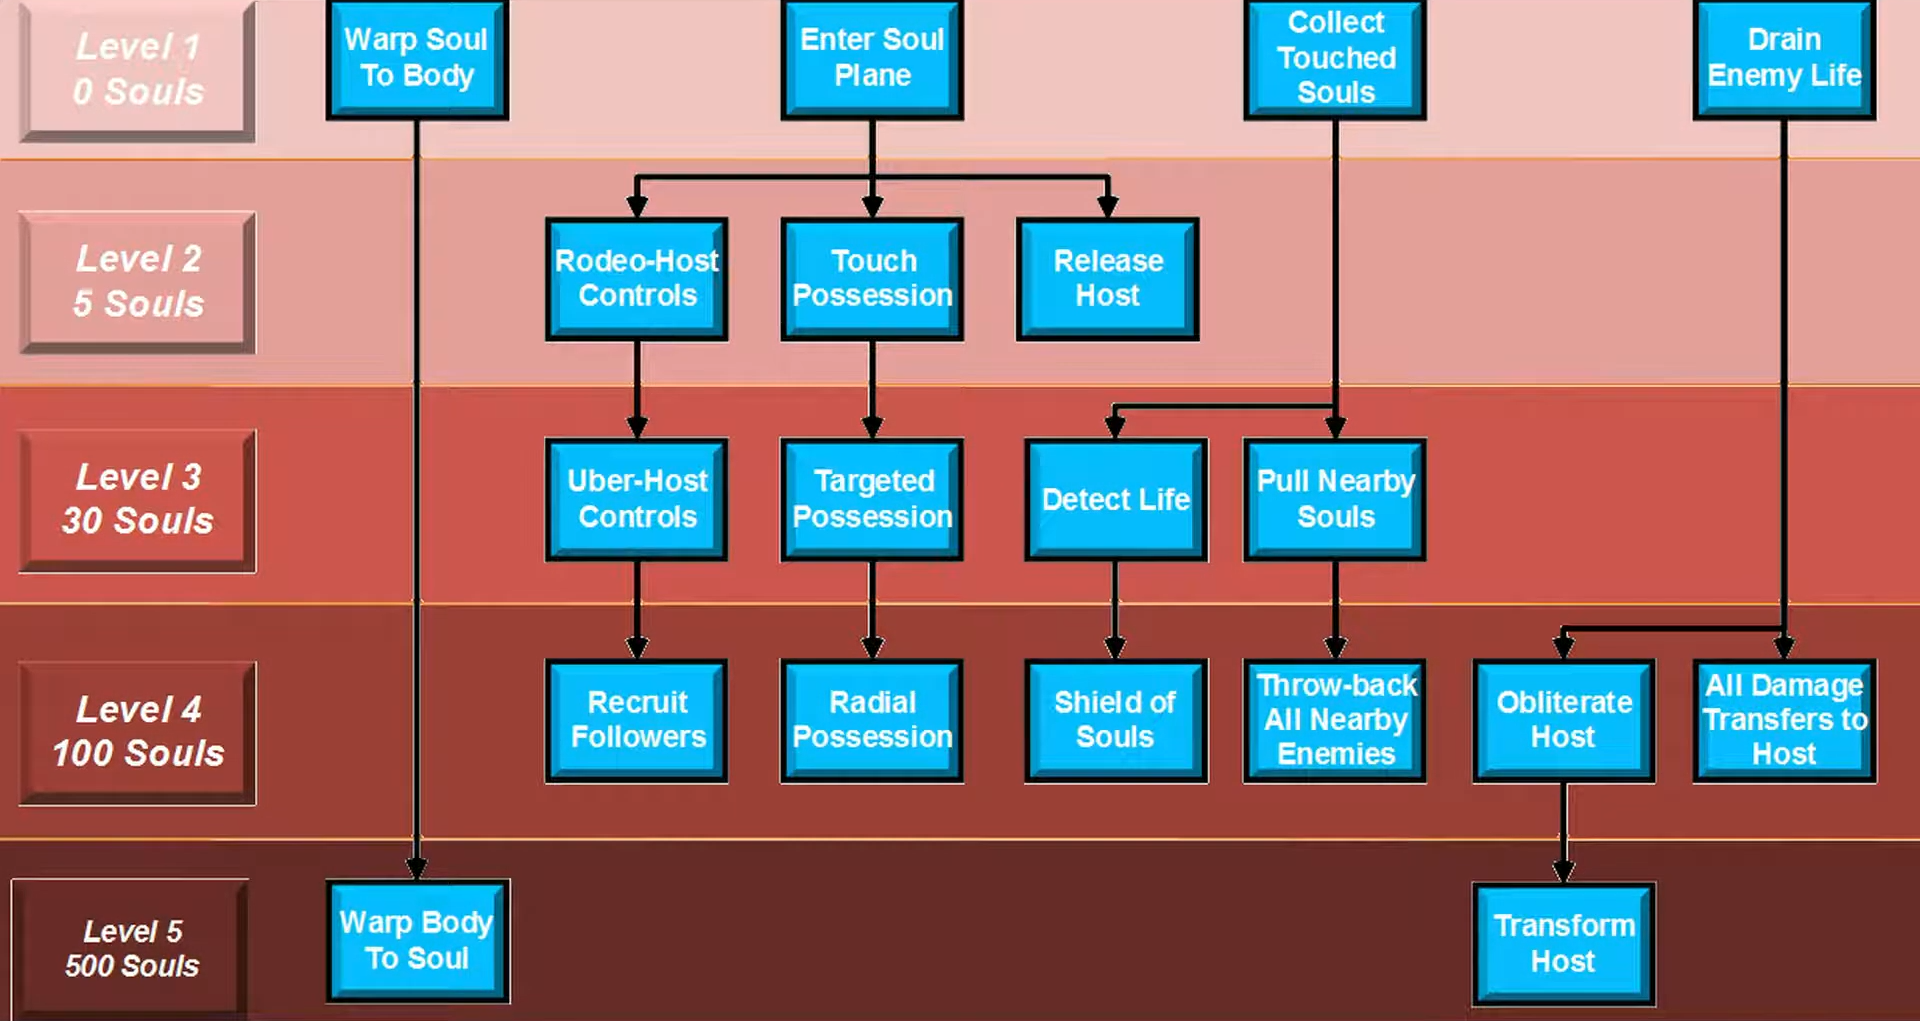 Level 1
0 Souls
Warp Soul
To Body
Enter Soul
Plane
Collect
Touched
Souls
Drain
Enemy Life
Level 2
5 Souls
Rodeo-Host
Controls
Touch
Possession
Release
Host
Level 3
30 Souls
Uber-Host
Controls
Targeted
Possession
Detect Life
Pull Nearby
Souls
Level 4
100 Souls
Recruit
Followers
Radial
Possession
Shield of
Souls
Throw-back
All Nearby
Enemies
Obliterate
Host
All Damage
Transfers to
Host
Level 5
500 Souls
Warp Body
To Soul
Transform
Host